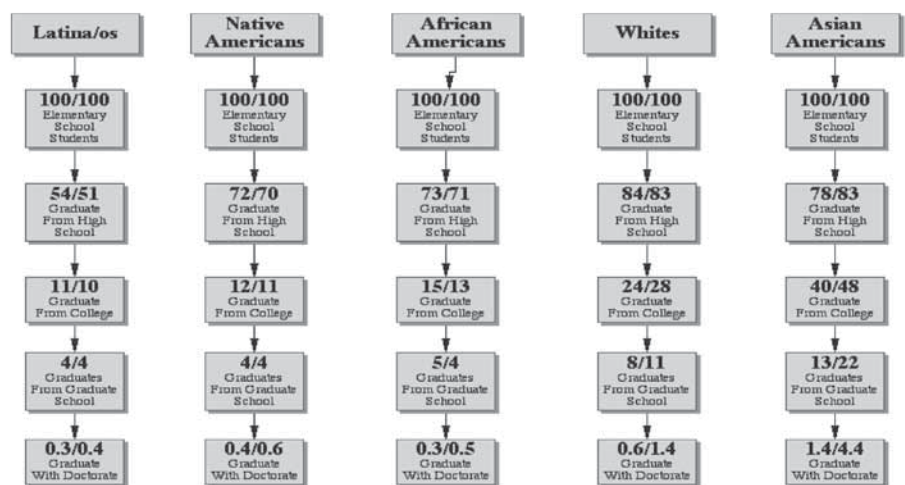 Latina/os
100/100
Elementary
School
Students
54/51
Graduate
From High
School
11/10
Graduate
From College
4/4
Graduates
From Graduate
School
0.3/0.4
Graduate
With Doctorate
Native
Americans
100/100
Elementary
School
Students
72/70
Graduate
From High
School
12/11
Graduate
From College
4/4
Graduates
From Graduate
School
0.4/0.6
Graduate
With Doctorate
African
Americans
100/100
Elementary
School
Students
73/71
Graduate
From High
School
15/13
Graduate
From College
5/4
Graduates
From Graduate
School
0.3/0.5
Graduate
With Doctorate
Whites
100/100
Elementary
School
Students
84/83
Graduate
From High
School
24/28
Graduate
From College
8/11
Graduates
From Graduate
School
0.6/1.4
Graduate
With Doctorate
Asian
Americans
100/100
Elementary
School
Students
78/83
Graduate
From High
School
40/48
Graduate
From College
13/22
Graduates
From Graduate
School
1.4/4.4
Graduate
With Doctorate